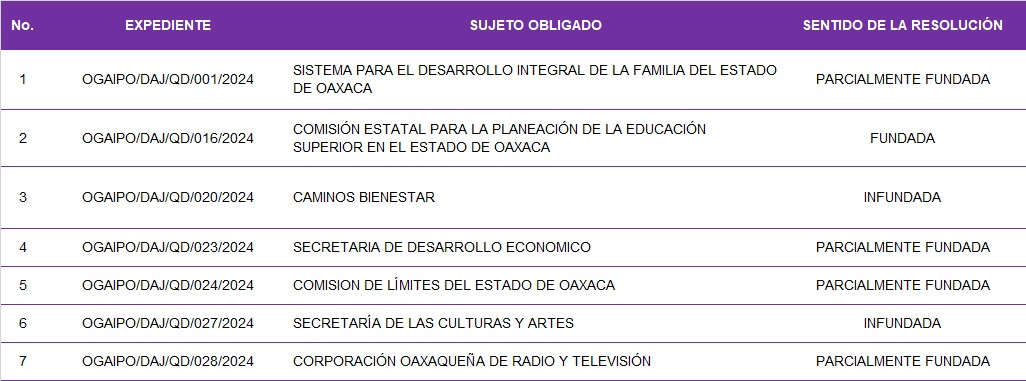 No. EXPEDIENTE SUJETO OBLIGADO SENTIDO DE LA RESOLUCIÓN
1 OGAIPO/DAJ/QD/001/2024 SISTEMA PARA EL DESARROLLO INTEGRAL DE LA FAMILIA DEL ESTADO DE OAXACA PARCIALMENTE FUNDADA
2 OGAIPO/DAJ/QD/016/2024 COMISIÓN ESTATAL PARA LA PLANEACIÓN DE LA EDUCACIÓN SUPERIOR EN EL ESTADO DE OAXACA FUNDADA
3 OGAIPO/DAJ/QD/020/2024 CAMINOS BIENESTAR INFUNDADA
4 OGAIPO/DAJ/QD/023/2024 SECRETARIA DE DESARROLLO ECONOMICO PARCIALMENTE FUNDADA
5 OGAIPO/DAJ/QD/024/2024 COMISION DE LÍMITES DEL ESTADO DE OAXACA PARCIALMENTE FUNDADA
6 OGAIPO/DAJ/QD/027/2024 SECRETARÍA DE LAS CULTURAS Y ARTES INFUNDADA
7 OGAIPO/DAJ/QD/028/2024 CORPORACIÓN OAXAQUEÑA DE RADIO Y TELEVISIÓN PARCIALMENTE FUNDADA